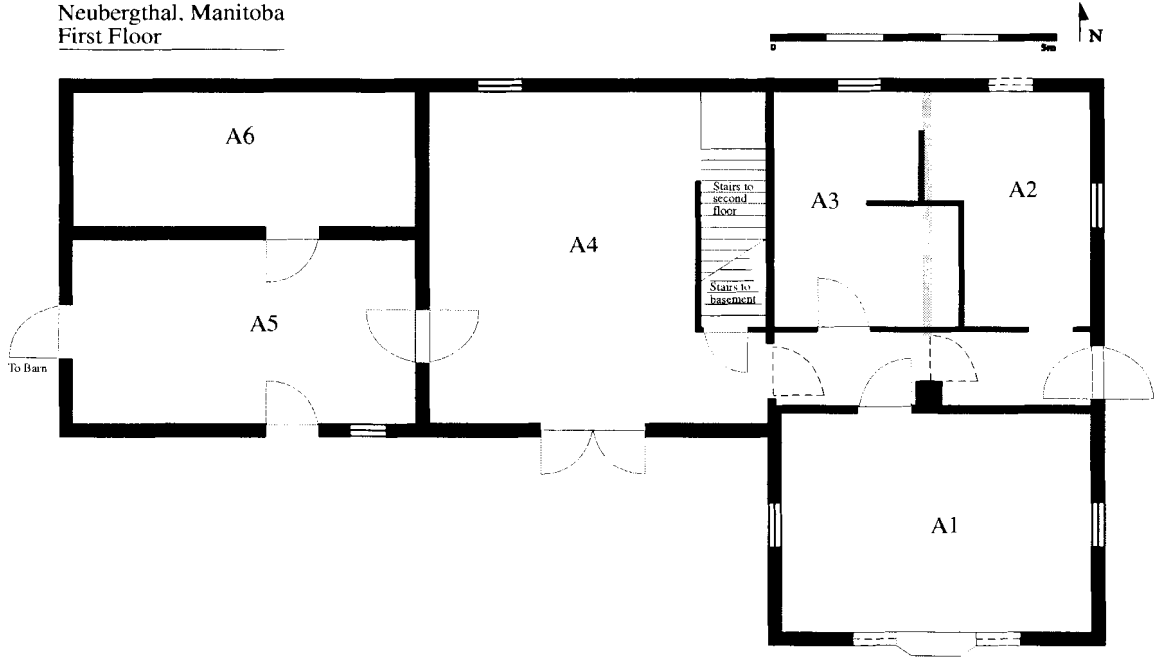 Neubergthal, Manitoba
First Floor
0
5m
N
A6
Stairs to
second
floor
A3
A2
A4
Stairs to
basement
A5
To Barn
A1